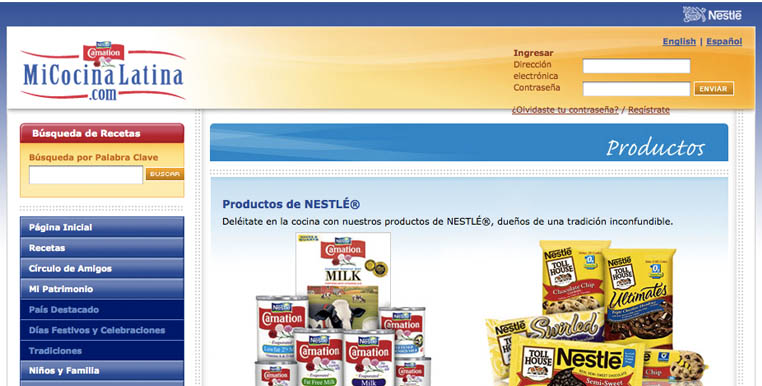 Nestlé
English | Español
Carnation
MiCocinaLatina
.com
Ingresar
Dirección
electrónica
Contraseña
ENVIAR
¿Olvidaste tu contraseña? / Regístrate
Búsqueda de Recetas
Búsqueda por Palabra Clave
BUSCAR
Página Inicial
Recetas
Círculo de Amigos
Mi Patrimonio
País Destacado
Días Festivos y Celebraciones
Tradiciones
Niños y Familia
Productos
Productos de NESTLÉ®
Deléitate en la cocina con nuestros productos de NESTLÉ®, dueños de una tradición inconfundible.
Carnation
MILK
Carnation
Carnation
Carnation
Carnation
Evaporated
Fat Free Milk
Evaporated
Milk
Nestlé
TOLL
HOUSE
Chocolate Chip
Nestlé
TOLL HOUSE
Ultimates
Nestlé
Swirled
Nestlé
TOLL
HOUSE
Semi-Sweet